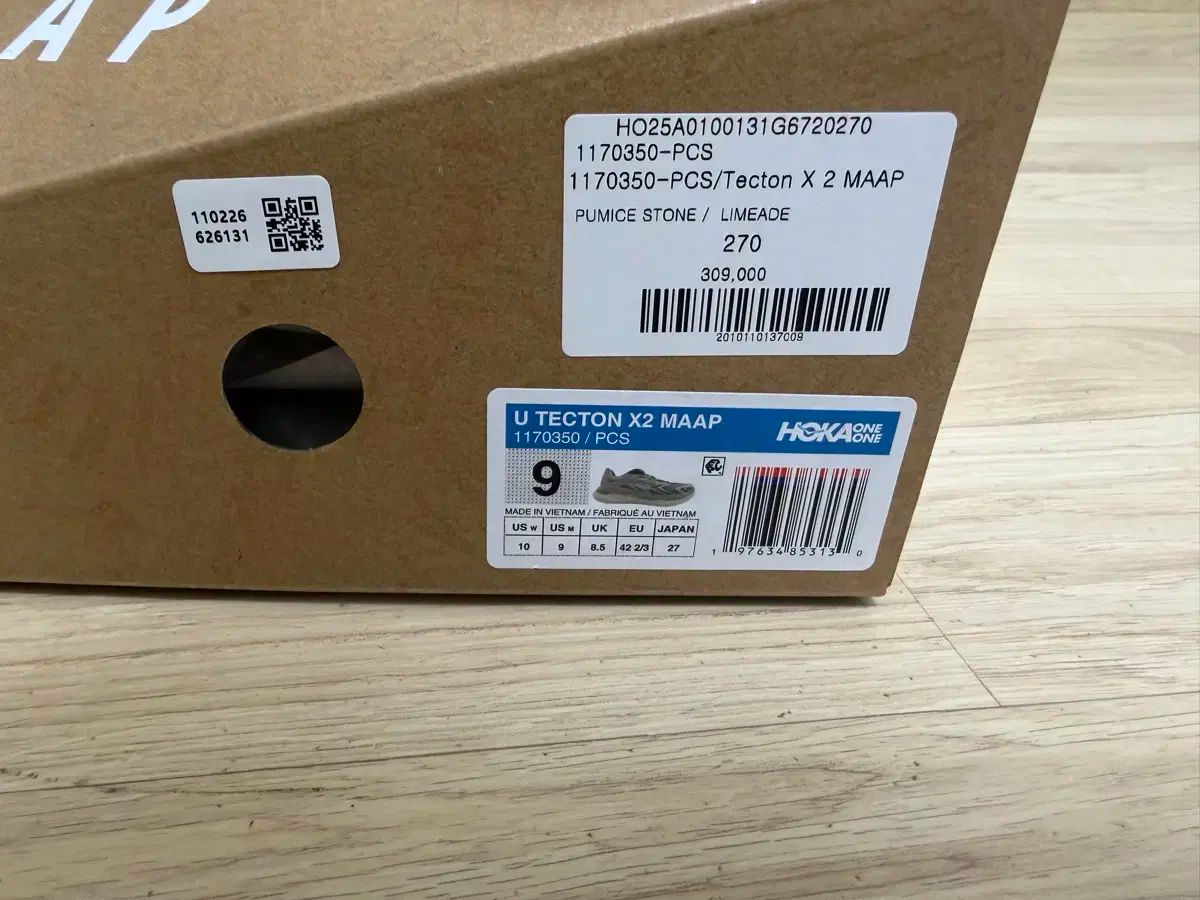 AP
HO25A0100131G6720270
1170350-PCS
1170350-PCS/Tecton X 2 MAAP
PUMICE STONE / LIMEADE
270
309,000
2010110137009
110226
626131
U TECTON X2 MAAP
1170350 / PCS
HOKA ONE ONE
9
MADE IN VIETNAM / FABRIQUÉ AU VIETNAM
US W US M UK EU JAPAN
10 9 8.5 42 2/3 27
1 97634 85313 0